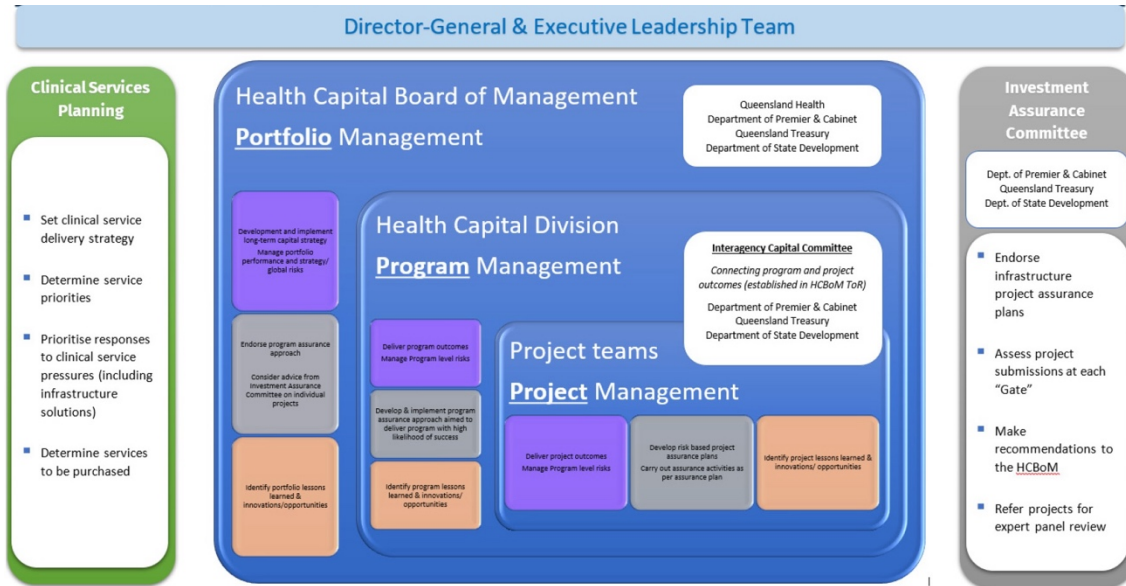 Director-General & Executive Leadership Team
Clinical Services
Planning
Set clinical service
delivery strategy
Determine service
priorities
Prioritise responses
to clinical service
pressures (including
infrastructure
solutions)
Determine services
to be purchased
Health Capital Board of Management
Portfolio Management
Queensland Health
Department of Premier & Cabinet
Queensland Treasury
Department of State Development
Development and implement
long-term capital strategy
Manage portfolio
performance and strategy/
global risks
Endorse program assurance
approach
Consider advice from
Investment Assurance
Committee on individual
projects
Identify portfolio lessons
learned &
innovations/opportunities
Health Capital Division
Program Management
Interagency Capital Committee
Connecting program and project
outcomes (established in HCBoM ToR)
Department of Premier & Cabinet
Queensland Treasury
Department of State Development
Deliver program outcomes
Manage Program level risks
Develop & implement program
assurance approach aimed to
deliver program with high
likelihood of success
Identify program lessons
learned & innovations/
opportunities
Project teams
Project Management
Deliver project outcomes
Manage Program level risks
Develop risk based project
assurance plans
Carry out assurance activities as
per assurance plan
Identify project lessons learned &
innovations/ opportunities
Investment
Assurance
Committee
Dept. of Premier & Cabinet
Queensland Treasury
Dept. of State Development
Endorse
infrastructure
project assurance
plans
Assess project
submissions at each
“Gate”
Make
recommendations to
the HCBoM
Refer projects for
expert panel review